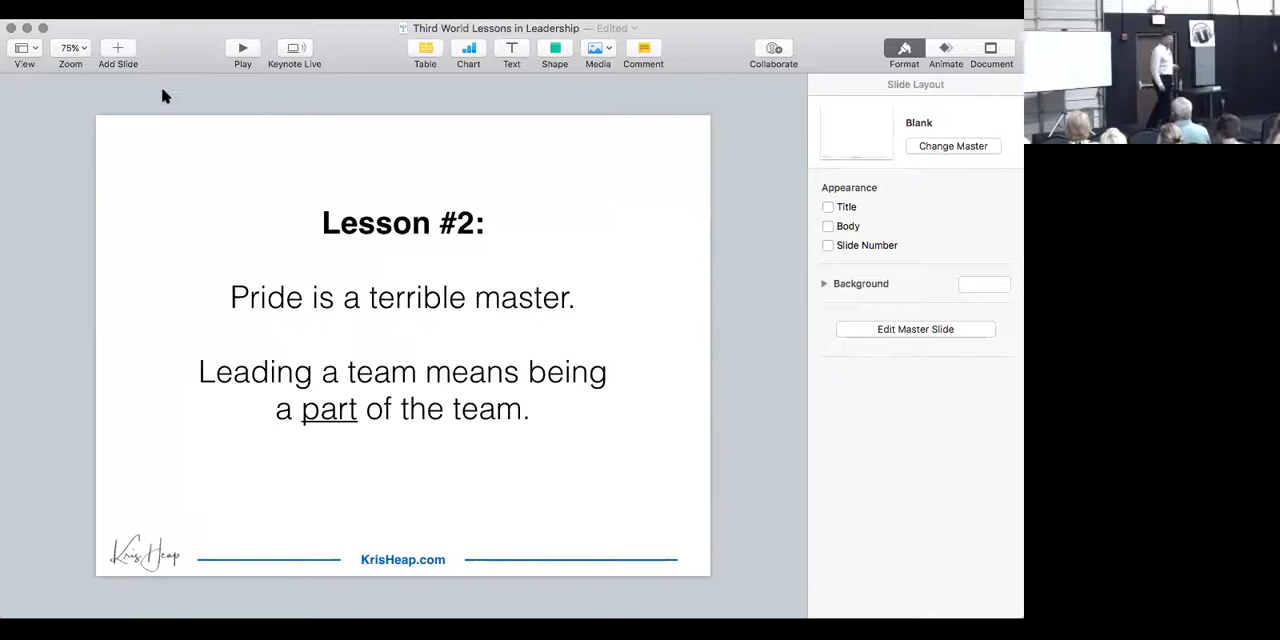 Third World Lessons in Leadership — Edited
View
75%
Zoom
Add Slide
Play
Keynote Live
Table
Chart
Text
Shape
Media
Comment
Collaborate
Format
Animate
Document
Slide Layout
Blank
Change Master
Appearance
Title
Body
Slide Number
Background
Edit Master Slide
Lesson #2:
Pride is a terrible master.
Leading a team means being
a part of the team.
Kris Heap
KrisHeap.com